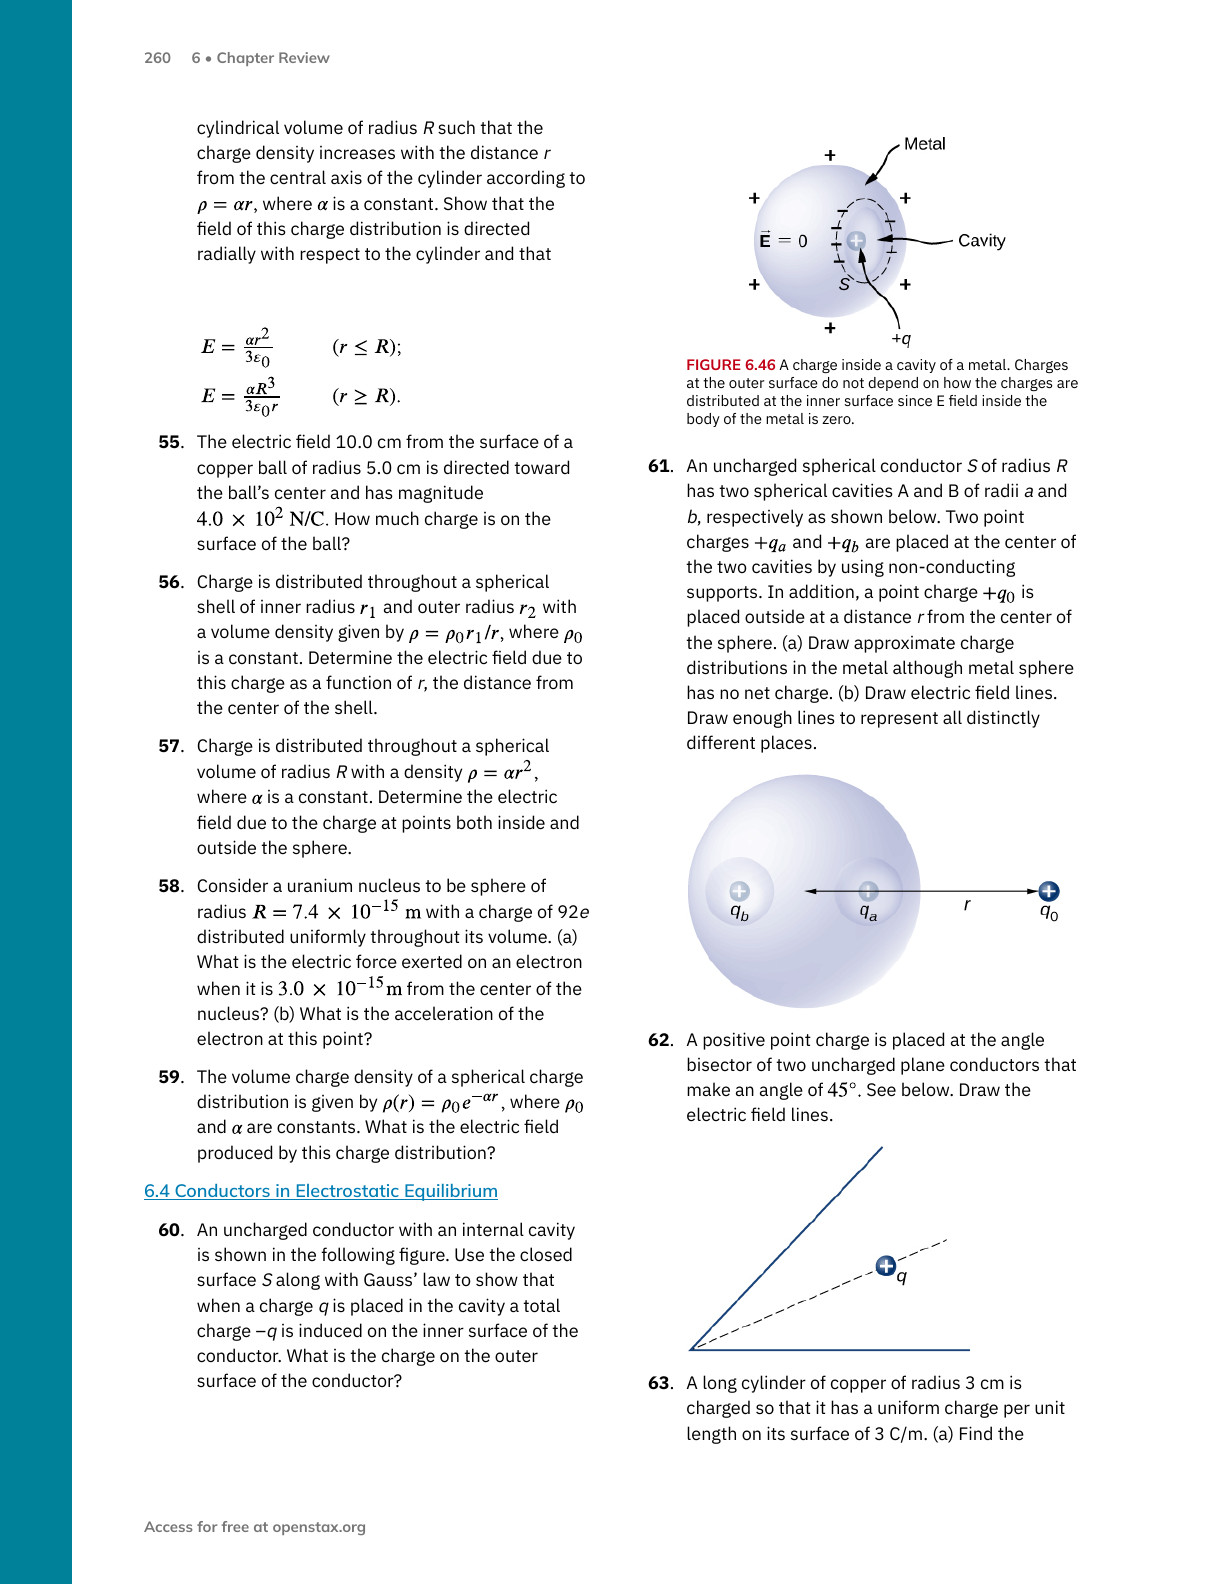 260 6 • Chapter Review
cylindrical volume of radius R such that the
charge density increases with the distance r
from the central axis of the cylinder according to
ρ = αr, where α is a constant. Show that the
field of this charge distribution is directed
radially with respect to the cylinder and that
E = αr²/3ε₀ (r ≤ R);
E = αR³/3ε₀r (r ≥ R).
55. The electric field 10.0 cm from the surface of a
copper ball of radius 5.0 cm is directed toward
the ball’s center and has magnitude
4.0 × 10² N/C. How much charge is on the
surface of the ball?
56. Charge is distributed throughout a spherical
shell of inner radius r₁ and outer radius r₂ with
a volume density given by ρ = ρ₀r₁/r, where ρ₀
is a constant. Determine the electric field due to
this charge as a function of r, the distance from
the center of the shell.
57. Charge is distributed throughout a spherical
volume of radius R with a density ρ = αr²,
where α is a constant. Determine the electric
field due to the charge at points both inside and
outside the sphere.
58. Consider a uranium nucleus to be sphere of
radius R = 7.4 × 10⁻¹⁵ m with a charge of 92e
distributed uniformly throughout its volume. (a)
What is the electric force exerted on an electron
when it is 3.0 × 10⁻¹⁵m from the center of the
nucleus? (b) What is the acceleration of the
electron at this point?
59. The volume charge density of a spherical charge
distribution is given by ρ(r) = ρ₀e⁻ᵅʳ, where ρ₀
and α are constants. What is the electric field
produced by this charge distribution?
6.4 Conductors in Electrostatic Equilibrium
60. An uncharged conductor with an internal cavity
is shown in the following figure. Use the closed
surface S along with Gauss’ law to show that
when a charge q is placed in the cavity a total
charge –q is induced on the inner surface of the
conductor. What is the charge on the outer
surface of the conductor?
Metal
E⃗ = 0
Cavity
S
+q
FIGURE 6.46 A charge inside a cavity of a metal. Charges
at the outer surface do not depend on how the charges are
distributed at the inner surface since E field inside the
body of the metal is zero.
61. An uncharged spherical conductor S of radius R
has two spherical cavities A and B of radii a and
b, respectively as shown below. Two point
charges +qₐ and +q_b are placed at the center of
the two cavities by using non-conducting
supports. In addition, a point charge +q₀ is
placed outside at a distance r from the center of
the sphere. (a) Draw approximate charge
distributions in the metal although metal sphere
has no net charge. (b) Draw electric field lines.
Draw enough lines to represent all distinctly
different places.
q_b qₐ r q₀
62. A positive point charge is placed at the angle
bisector of two uncharged plane conductors that
make an angle of 45°. See below. Draw the
electric field lines.
q
63. A long cylinder of copper of radius 3 cm is
charged so that it has a uniform charge per unit
length on its surface of 3 C/m. (a) Find the
Access for free at openstax.org